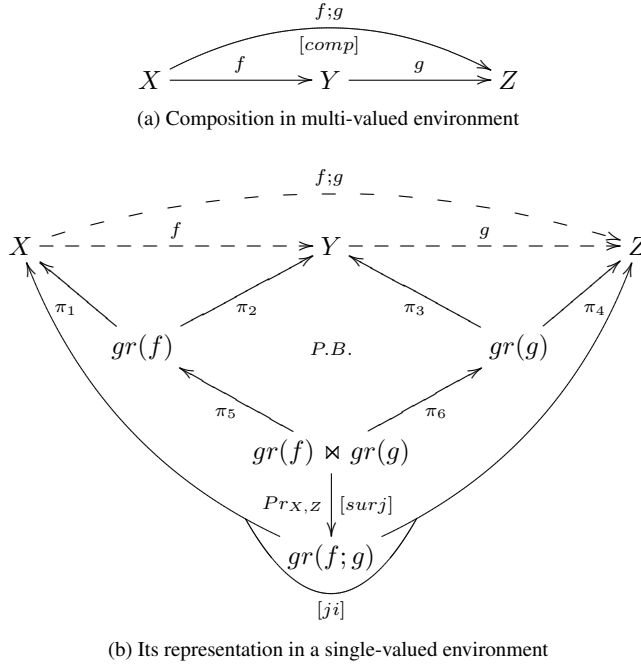 f;g
[comp]
X f Y g Z
(a) Composition in multi-valued environment
f;g
X f Y g Z
π1 π2 π3 π4
gr(f) gr(g)
P.B.
π5 π6
gr(f) ⋈ gr(g)
PrX,Z [surj]
gr(f; g)
[ji]
(b) Its representation in a single-valued environment